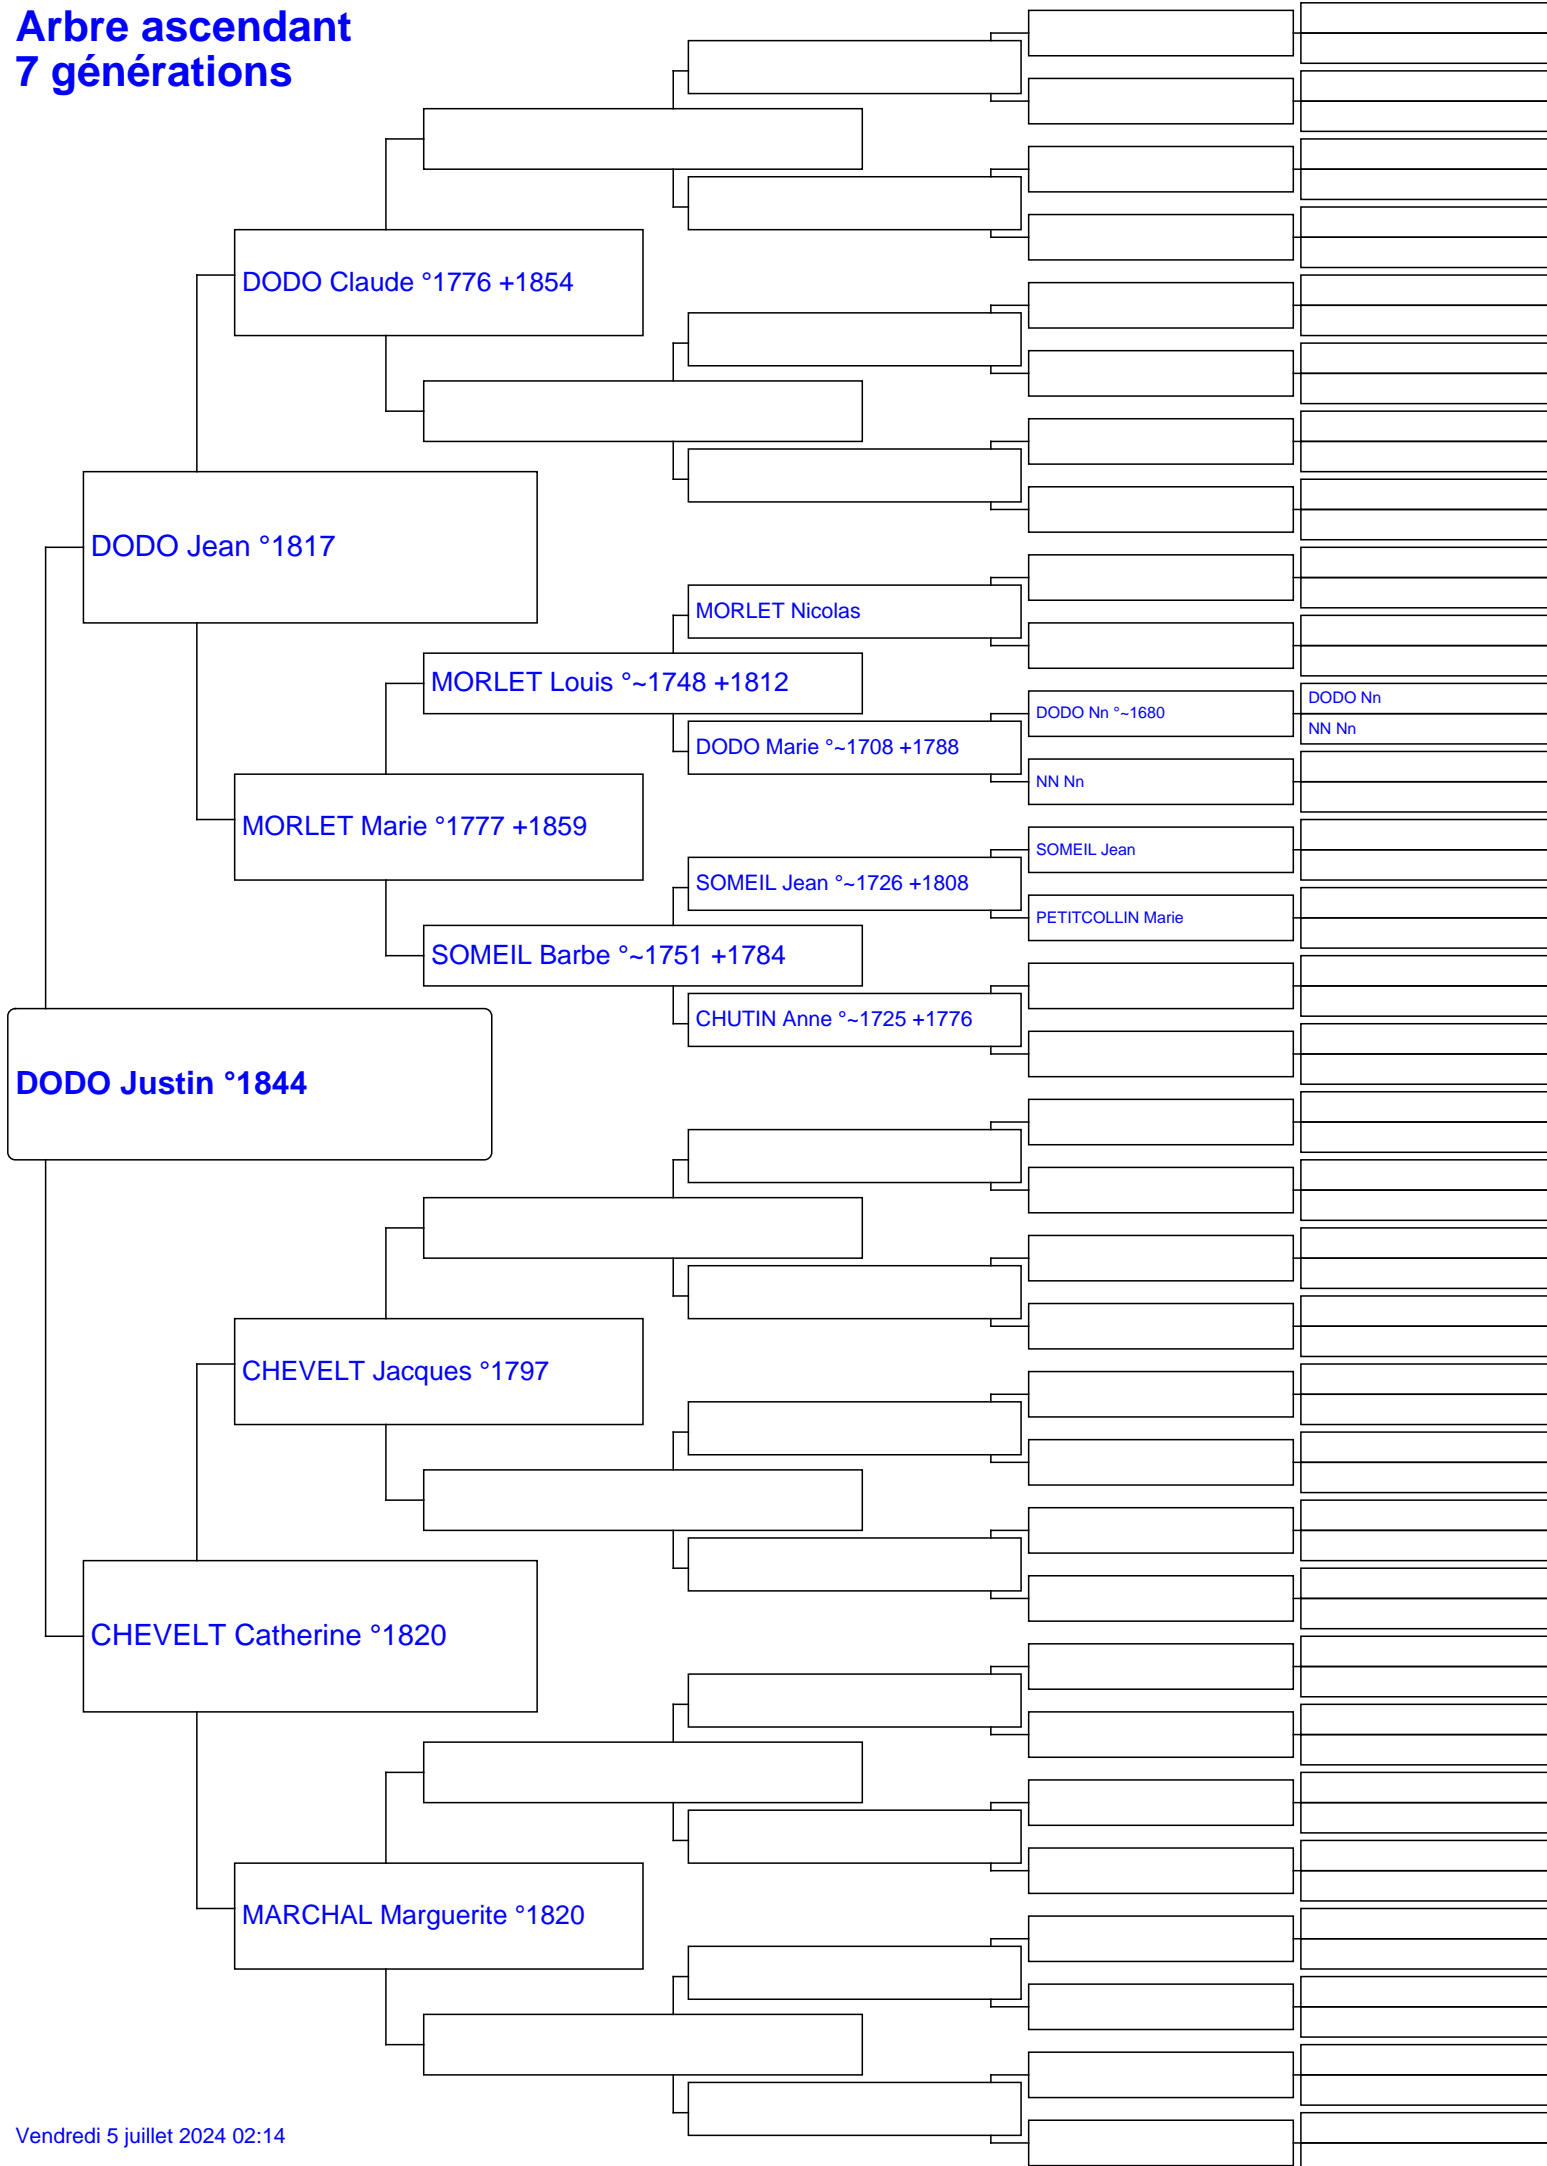 Arbre ascendant
7 générations
DODO Claude °1776 +1854
DODO Jean °1817
MORLET Nicolas
MORLET Louis °~1748 +1812
DODO Nn °~1680
DODO Nn
NN Nn
DODO Marie °~1708 +1788
NN Nn
MORLET Marie °1777 +1859
SOMEIL Jean
SOMEIL Jean °~1726 +1808
PETITCOLLIN Marie
SOMEIL Barbe °~1751 +1784
CHUTIN Anne °~1725 +1776
DODO Justin °1844
CHEVELT Jacques °1797
CHEVELT Catherine °1820
MARCHAL Marguerite °1820
Vendredi 5 juillet 2024 02:14